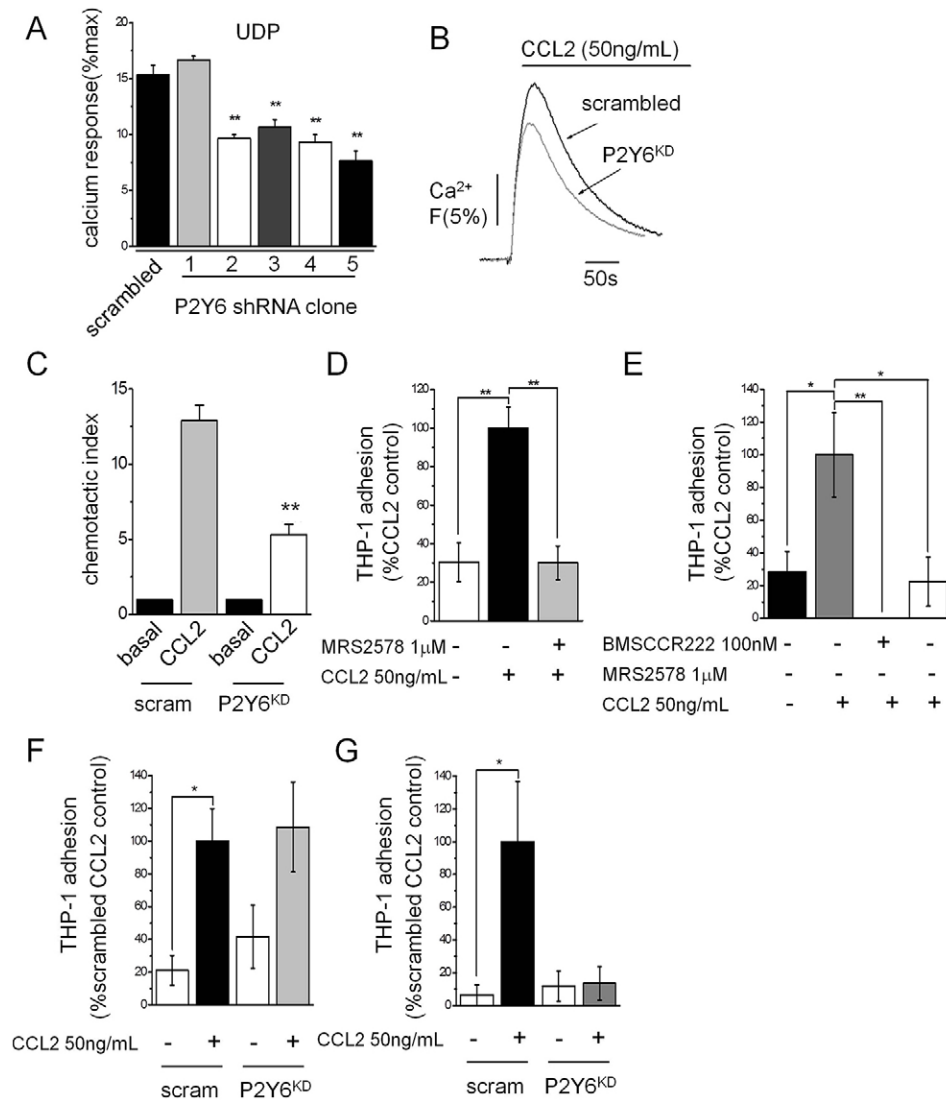 A
UDP
calcium response(%max)
20
15
10
5
0
** ** ** **
scrambled
1 2 3 4 5
P2Y6 shRNA clone
B
CCL2 (50ng/mL)
scrambled
P2Y6KD
Ca2+
F(5%)
50s
C
chemotactic index
15
10
5
0
**
basal CCL2 basal CCL2
scram P2Y6KD
D
THP-1 adhesion
(%CCL2 control)
120
100
80
60
40
20
0
** **
MRS2578 1μM - - +
CCL2 50ng/mL - + +
E
THP-1 adhesion
(%CCL2 control)
140
120
100
80
60
40
20
0
* ** *
BMSCCR222 100nM - - + -
MRS2578 1μM - - - +
CCL2 50ng/mL - + + +
F
THP-1 adhesion
(%scrambled CCL2 control)
140
120
100
80
60
40
20
0
*
CCL2 50ng/mL - + - +
scram P2Y6KD
G
THP-1 adhesion
(%scrambled CCL2 control)
140
120
100
80
60
40
20
0
*
CCL2 50ng/mL - + - +
scram P2Y6KD